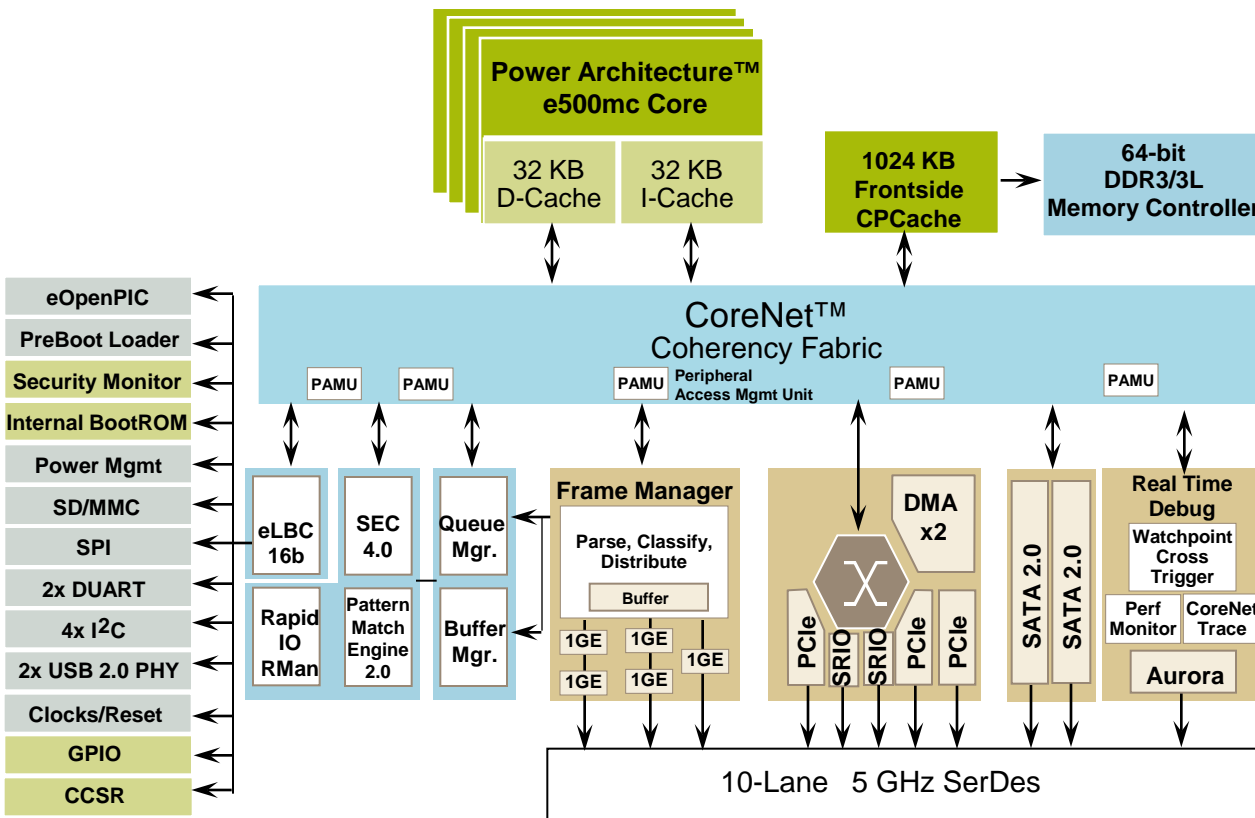 Power Architecture™
e500mc Core
32 KB
D-Cache
32 KB
I-Cache
1024 KB
Frontside
CPCache
64-bit
DDR3/3L
Memory Controller
eOpenPIC
PreBoot Loader
Security Monitor
Internal BootROM
Power Mgmt
SD/MMC
SPI
2x DUART
4x I²C
2x USB 2.0 PHY
Clocks/Reset
GPIO
CCSR
CoreNet™
Coherency Fabric
PAMU
PAMU
PAMU
Peripheral
Access Mgmt Unit
PAMU
PAMU
eLBC
16b
SEC
4.0
Queue
Mgr.
Rapid
IO
RMan
Pattern
Match
Engine
2.0
Buffer
Mgr.
Frame Manager
Parse, Classify,
Distribute
Buffer
1GE
1GE
1GE
1GE
1GE
DMA
x2
PCIe
SRIO
SRIO
PCIe
PCIe
SATA 2.0
SATA 2.0
Real Time
Debug
Watchpoint
Cross
Trigger
Perf
Monitor
CoreNet
Trace
Aurora
10-Lane 5 GHz SerDes